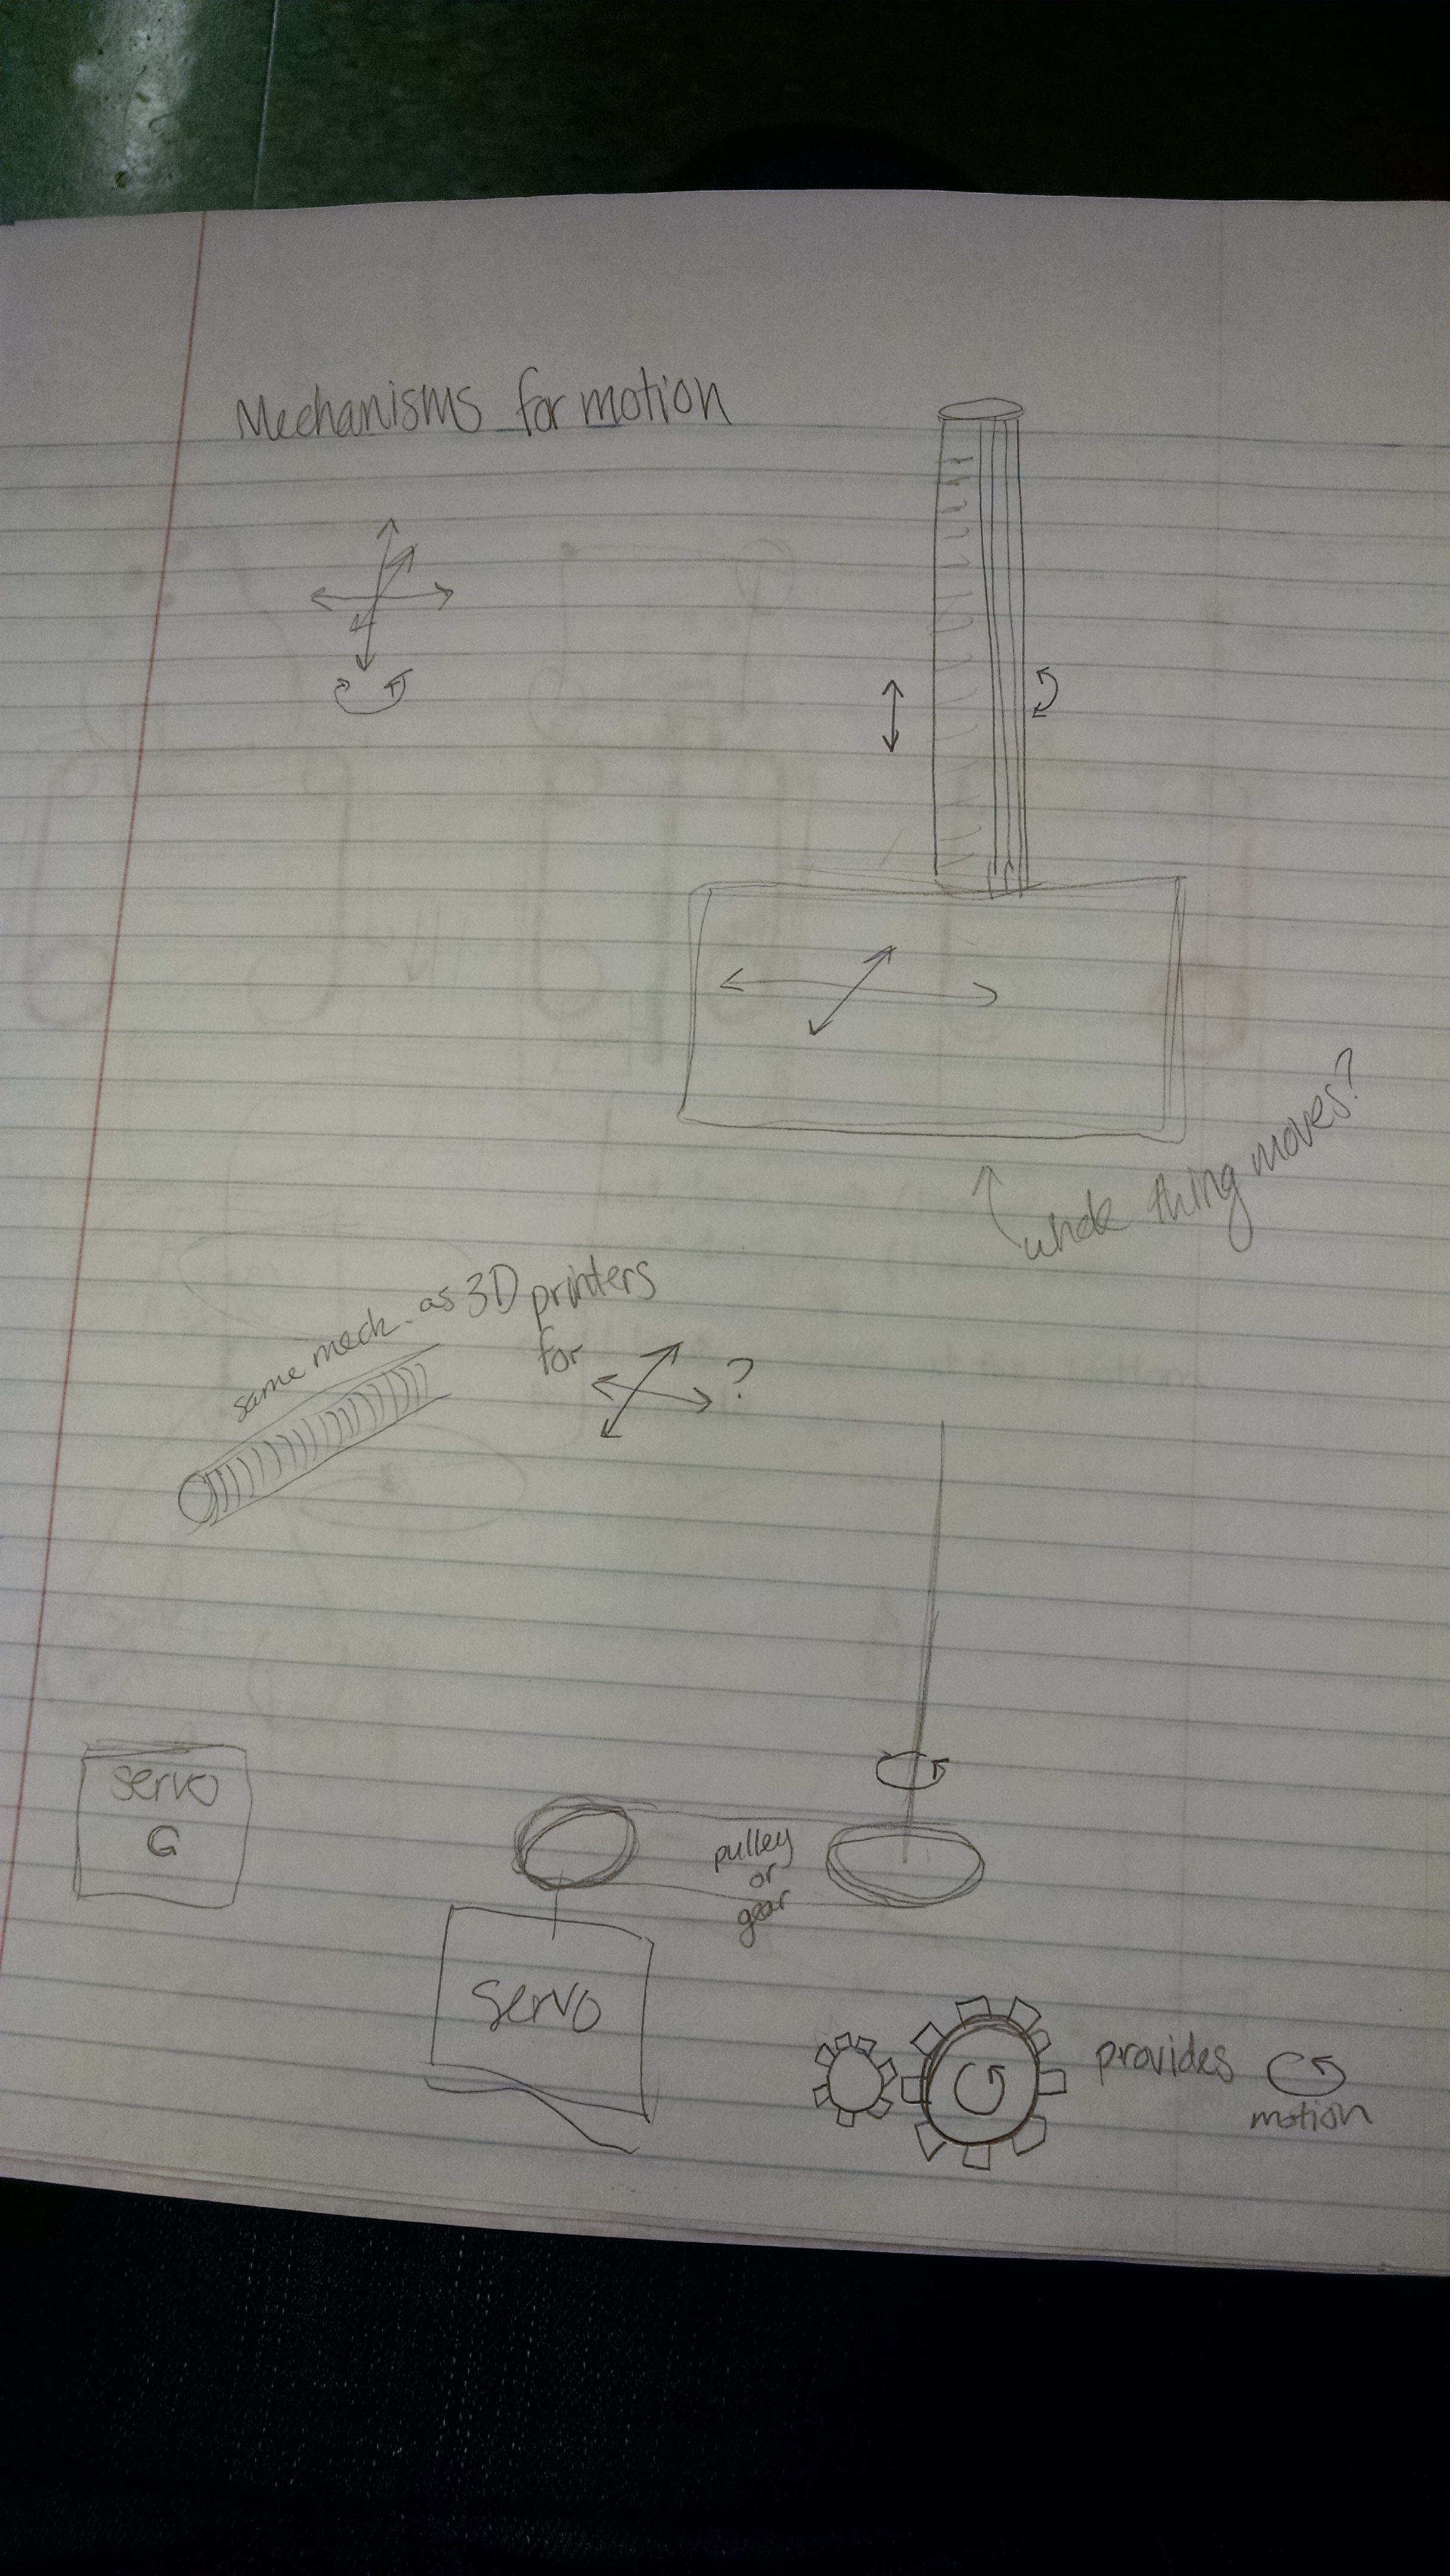 Mechanisms for motion
whole thing moves?
same mech. as 3D printers
for ?
servo
G
pulley
or
gear
servo
provides
motion